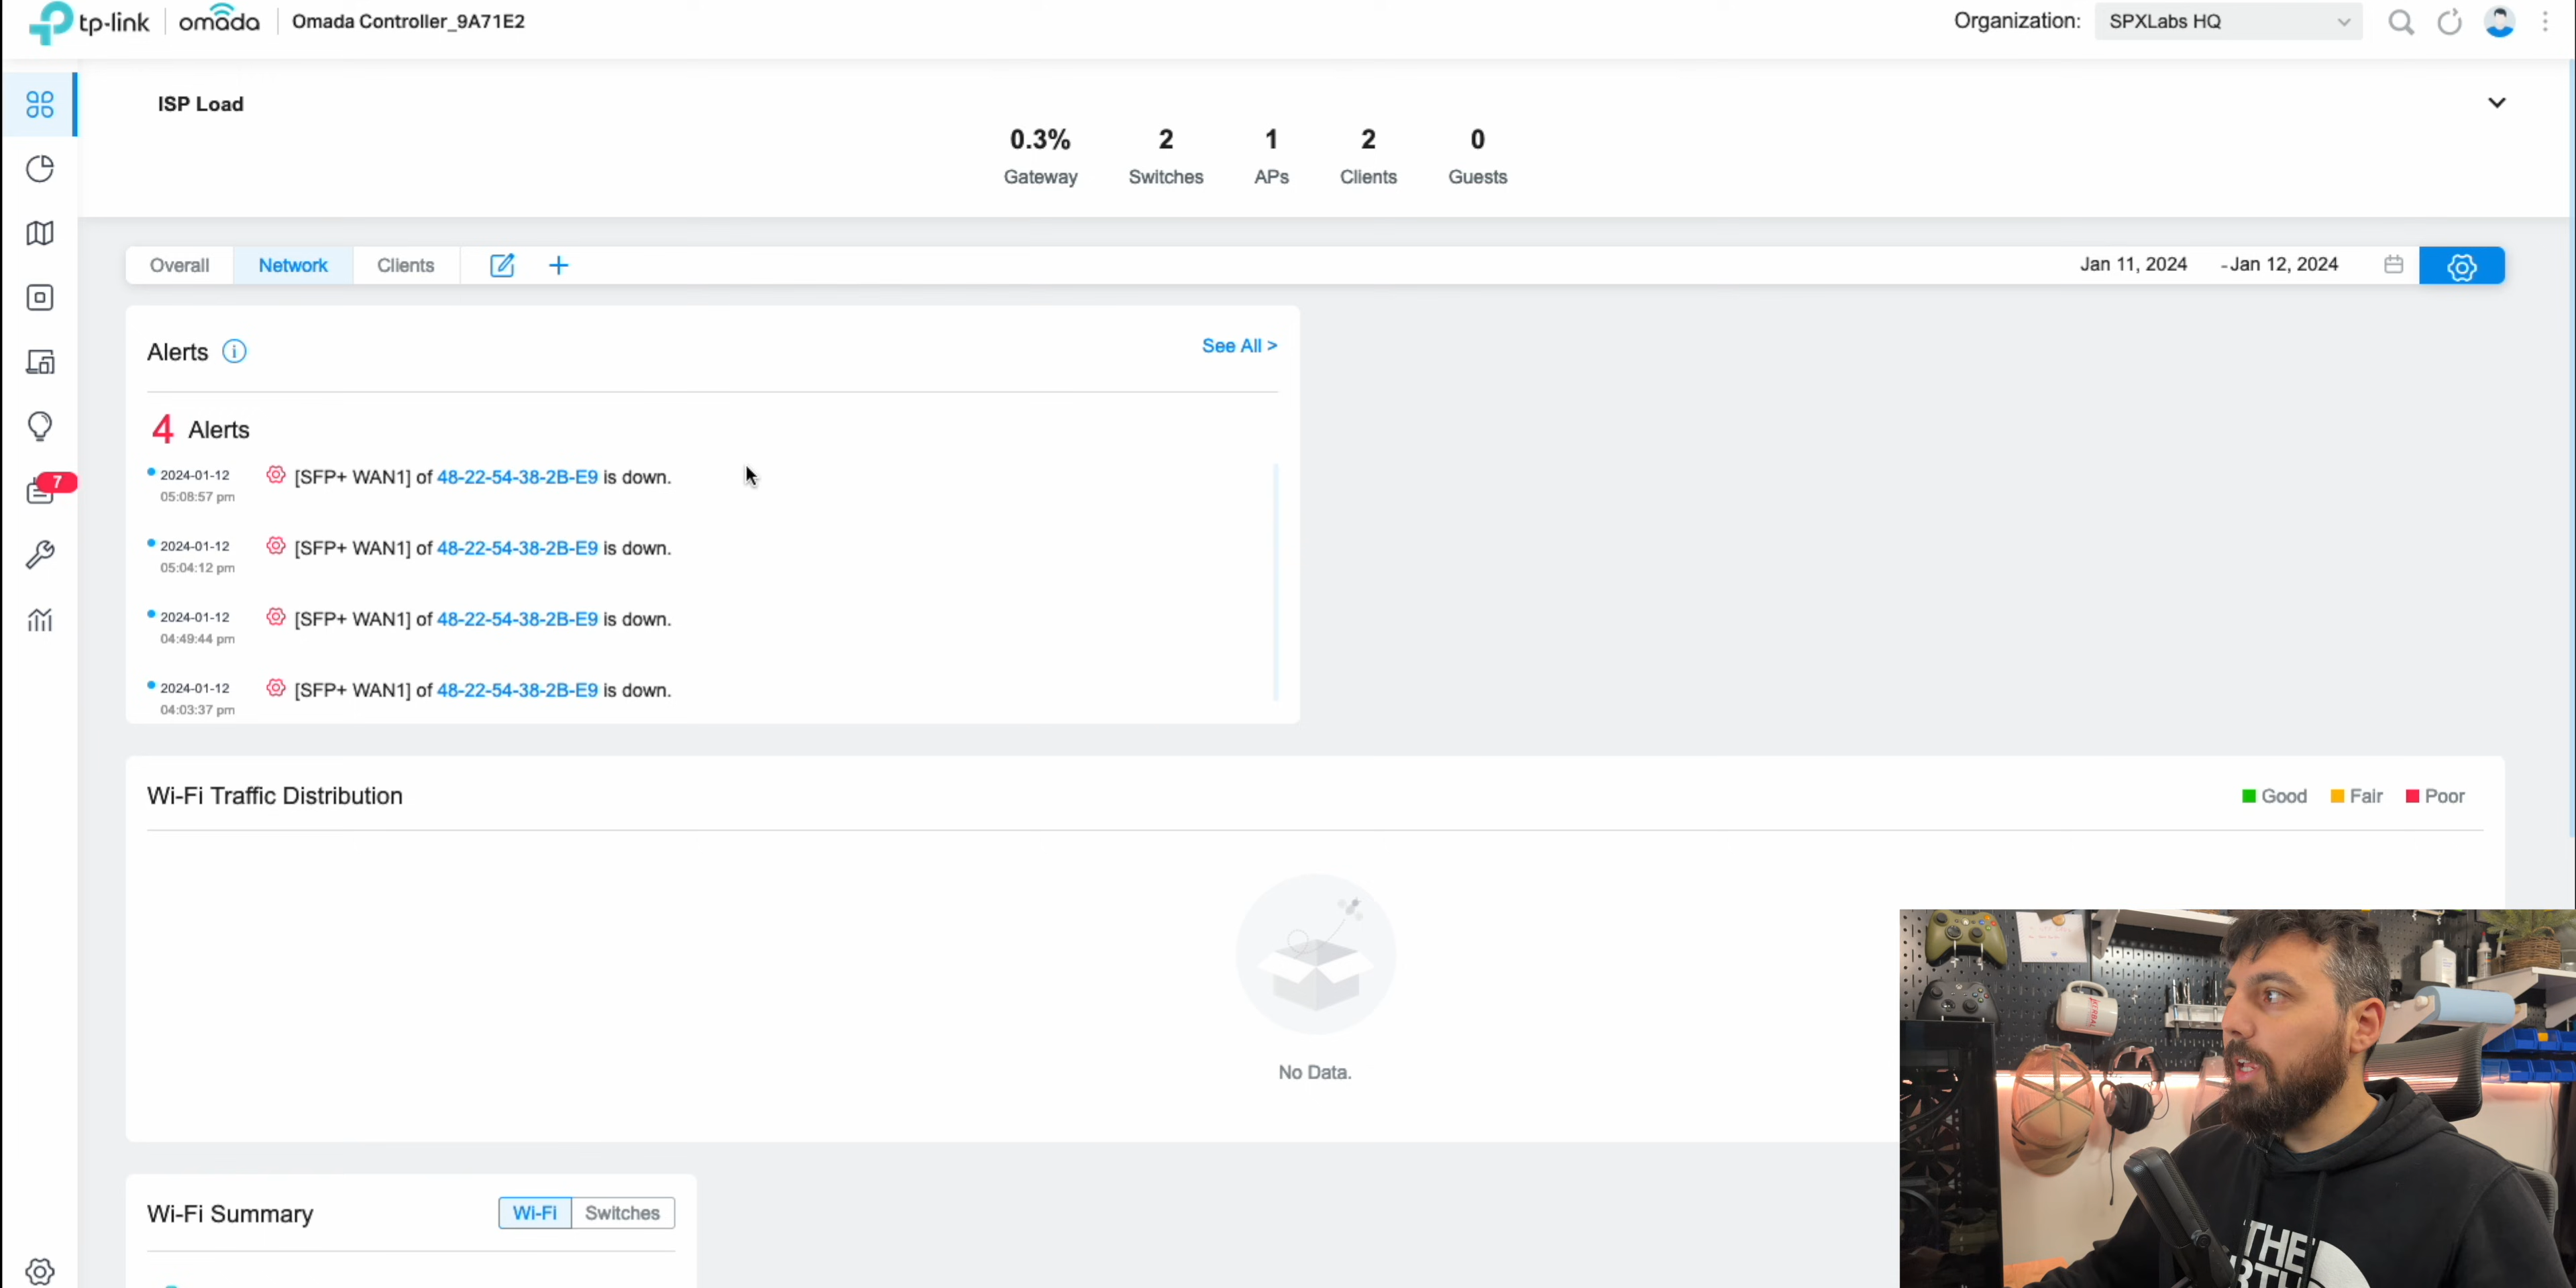 tp-link omada Omada Controller_9A71E2 Organization: SPXLabs HQ
ISP Load
0.3% 2 1 2 0
Gateway Switches APs Clients Guests
Overall Network Clients Jan 11, 2024 -Jan 12, 2024
Alerts See All >
4 Alerts
2024-01-12 [SFP+ WAN1] of 48-22-54-38-2B-E9 is down.
05:08:57 pm
7
2024-01-12 [SFP+ WAN1] of 48-22-54-38-2B-E9 is down.
05:04:12 pm
2024-01-12 [SFP+ WAN1] of 48-22-54-38-2B-E9 is down.
04:49:44 pm
2024-01-12 [SFP+ WAN1] of 48-22-54-38-2B-E9 is down.
04:03:37 pm
Wi-Fi Traffic Distribution Good Fair Poor
No Data.
Wi-Fi Summary Wi-Fi Switches
THE